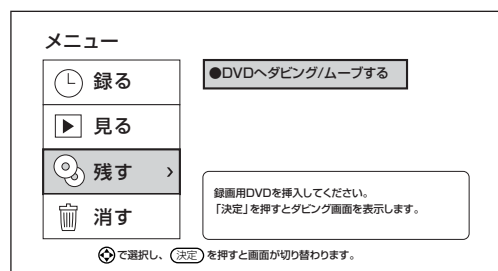 メニュー
録る
●DVDへダビング/ムーブする
見る
残す ›
消す
録画用DVDを挿入してください。
「決定」を押すとダビング画面を表示します。
で選択し、決定を押すと画面が切り替わります。